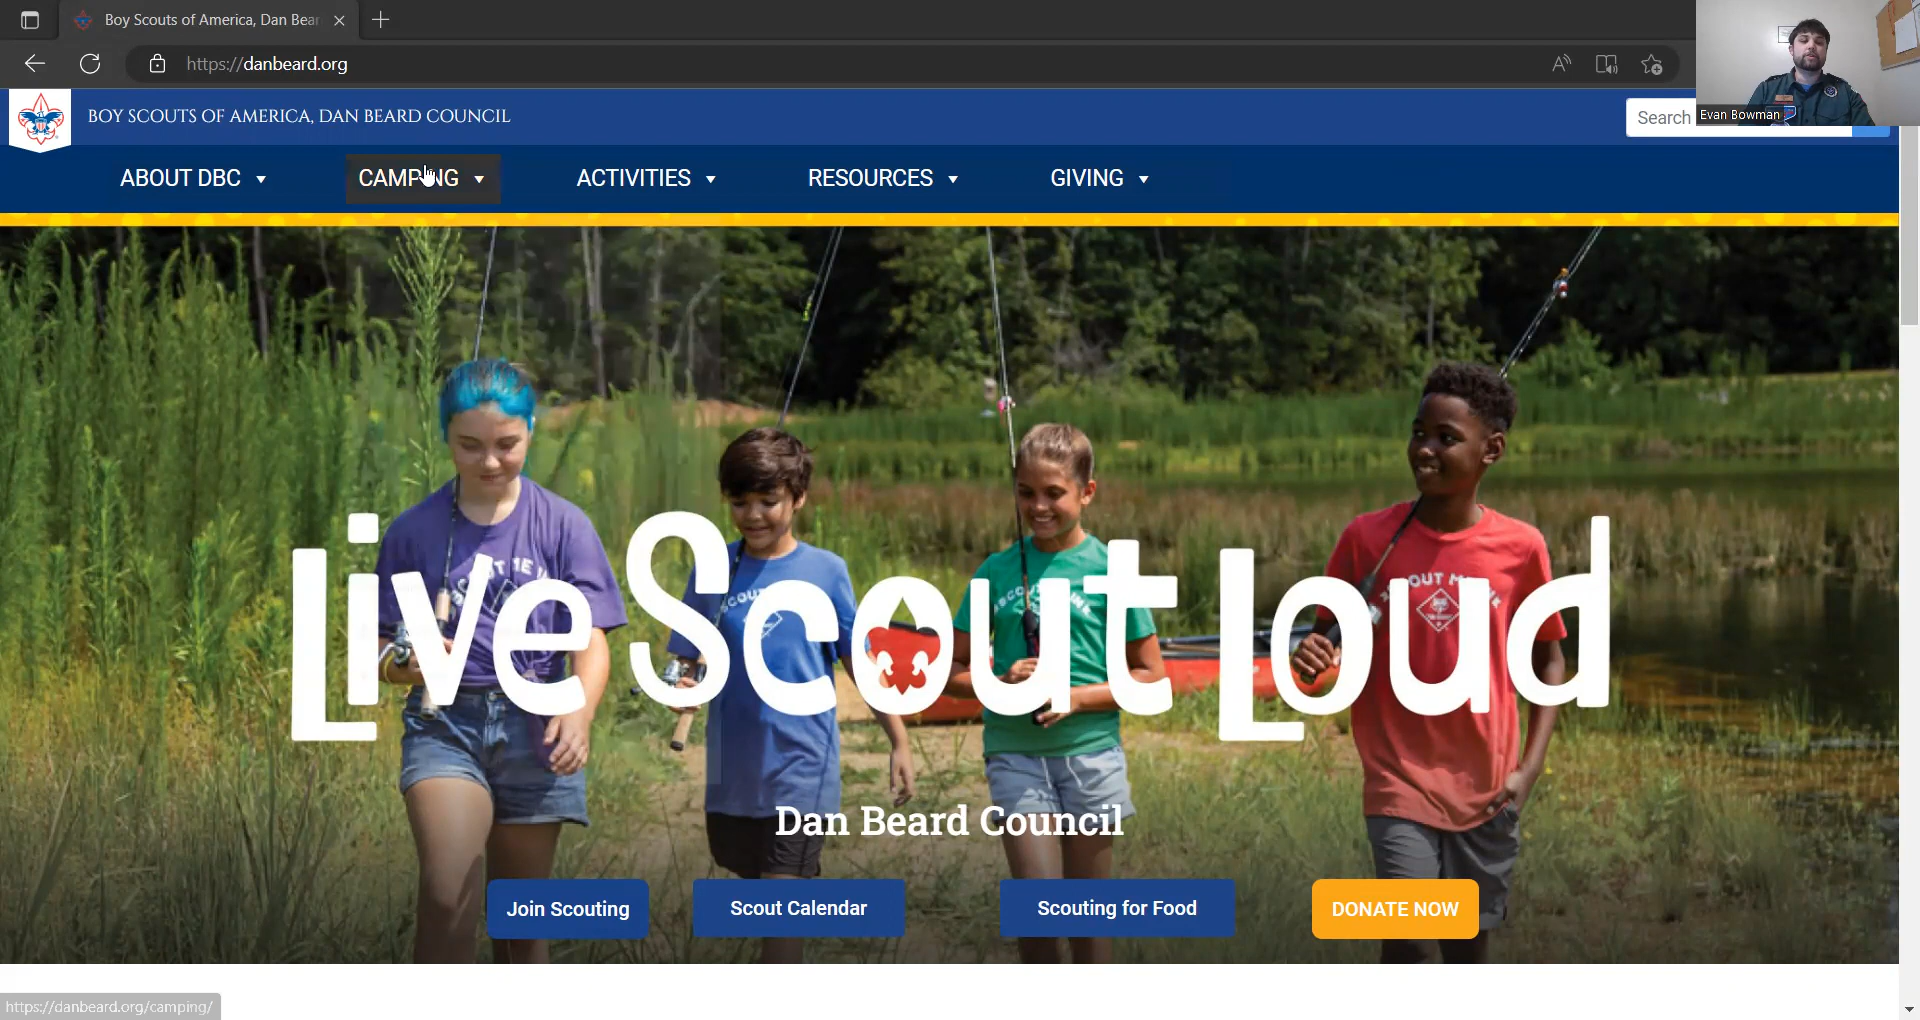 Boy Scouts of America, Dan Bear
https://danbeard.org
BOY SCOUTS OF AMERICA, DAN BEARD COUNCIL
Search
Evan Bowman
ABOUT DBC
CAMPING
ACTIVITIES
RESOURCES
GIVING
Live Scout Loud
Dan Beard Council
Join Scouting
Scout Calendar
Scouting for Food
DONATE NOW
https://danbeard.org/camping/